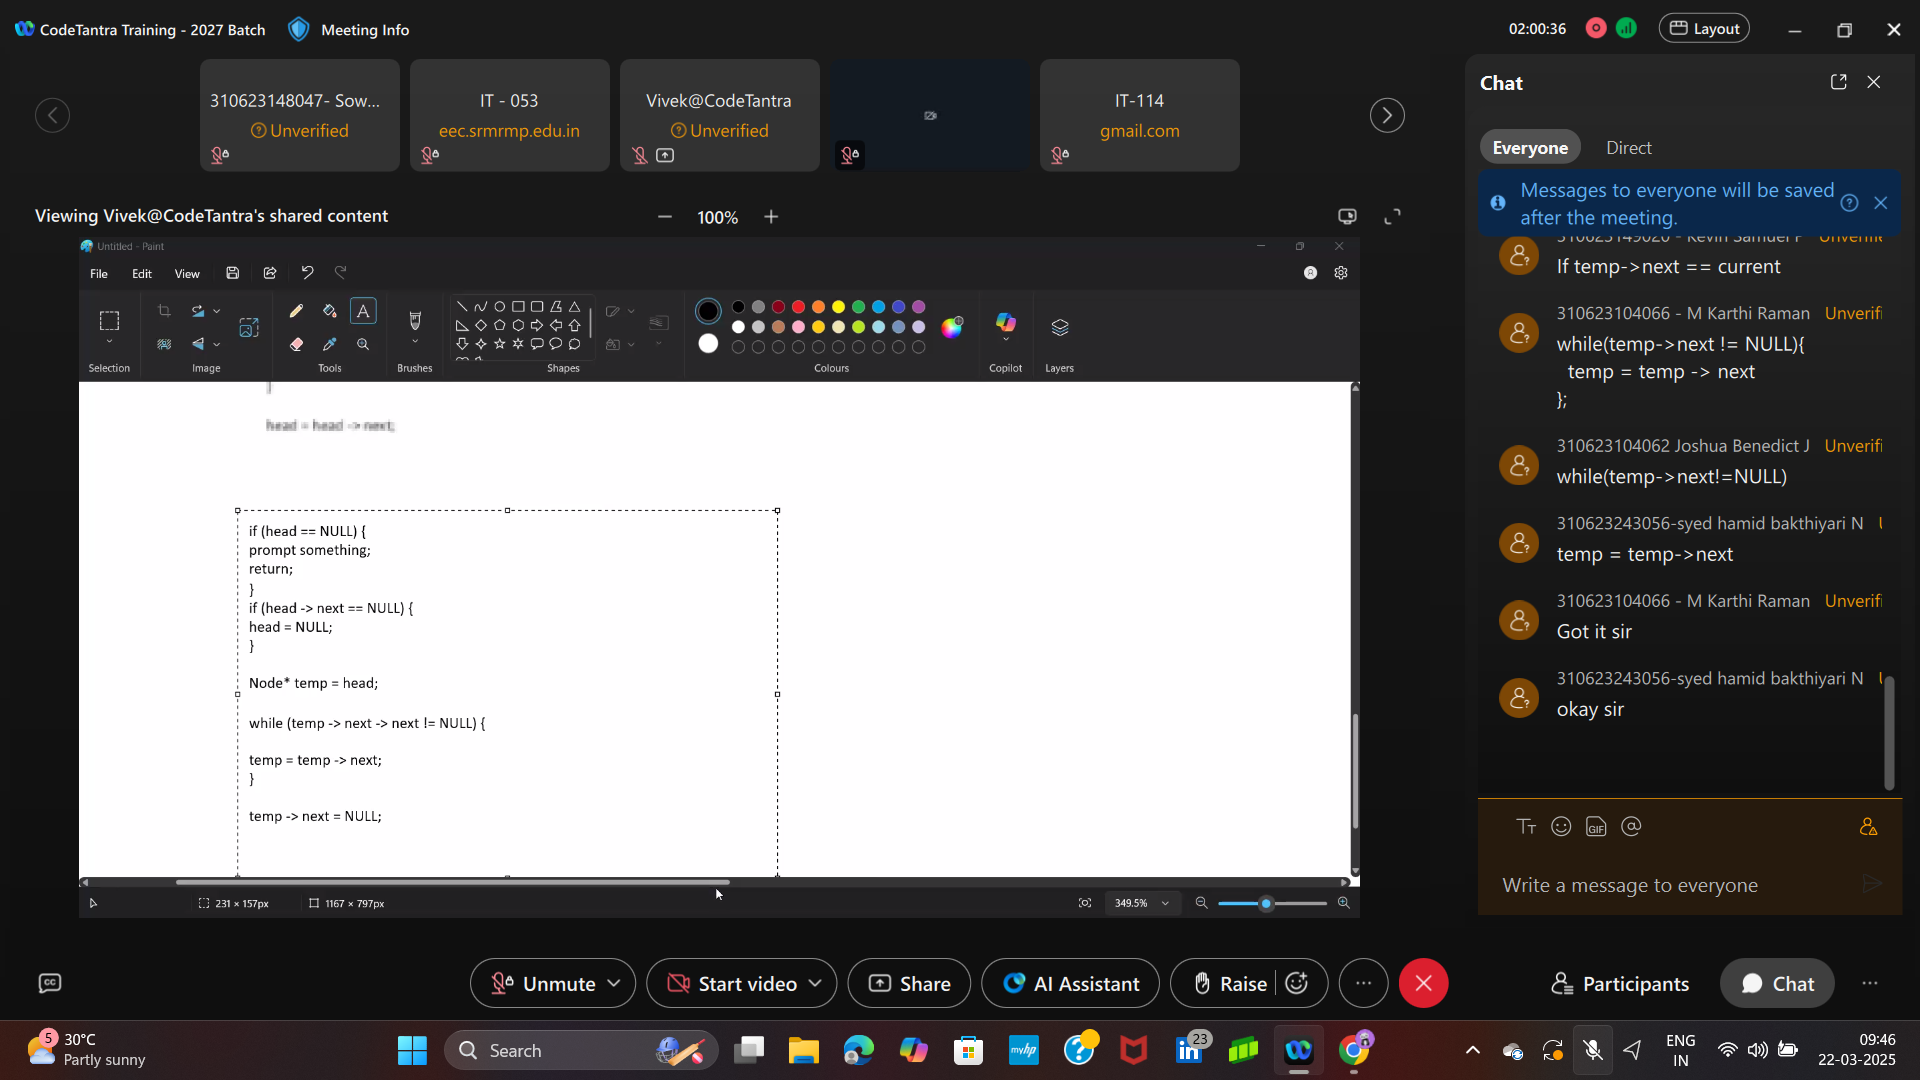 CodeTantra Training - 2027 Batch
Meeting Info
02:00:36
Layout
310623148047- Sow...
Unverified
IT - 053
eec.srmrmp.edu.in
Vivek@CodeTantra
Unverified
IT-114
gmail.com
Viewing Vivek@CodeTantra's shared content
100%
Untitled - Paint
File
Edit
View
Selection
Image
Tools
Brushes
Shapes
Colours
Copilot
Layers
head = head -> next;
if (head == NULL) {
prompt something;
return;
}
if (head -> next == NULL) {
head = NULL;
}
Node* temp = head;
while (temp -> next -> next != NULL) {
temp = temp -> next;
}
temp -> next = NULL;
231 × 157px
1167 × 797px
349.5%
Chat
Everyone
Direct
Messages to everyone will be saved
after the meeting.
If temp->next == current
310623104066 - M Karthi Raman Unverifi
while(temp->next != NULL){
temp = temp -> next
};
310623104062 Joshua Benedict J Unverifi
while(temp->next!=NULL)
310623243056-syed hamid bakthiyari N
temp = temp->next
310623104066 - M Karthi Raman Unverifi
Got it sir
310623243056-syed hamid bakthiyari N
okay sir
GIF
Write a message to everyone
CC
Unmute
Start video
Share
AI Assistant
Raise
Participants
Chat
5
30°C
Partly sunny
Search
myhp
23
ENG
IN
09:46
22-03-2025